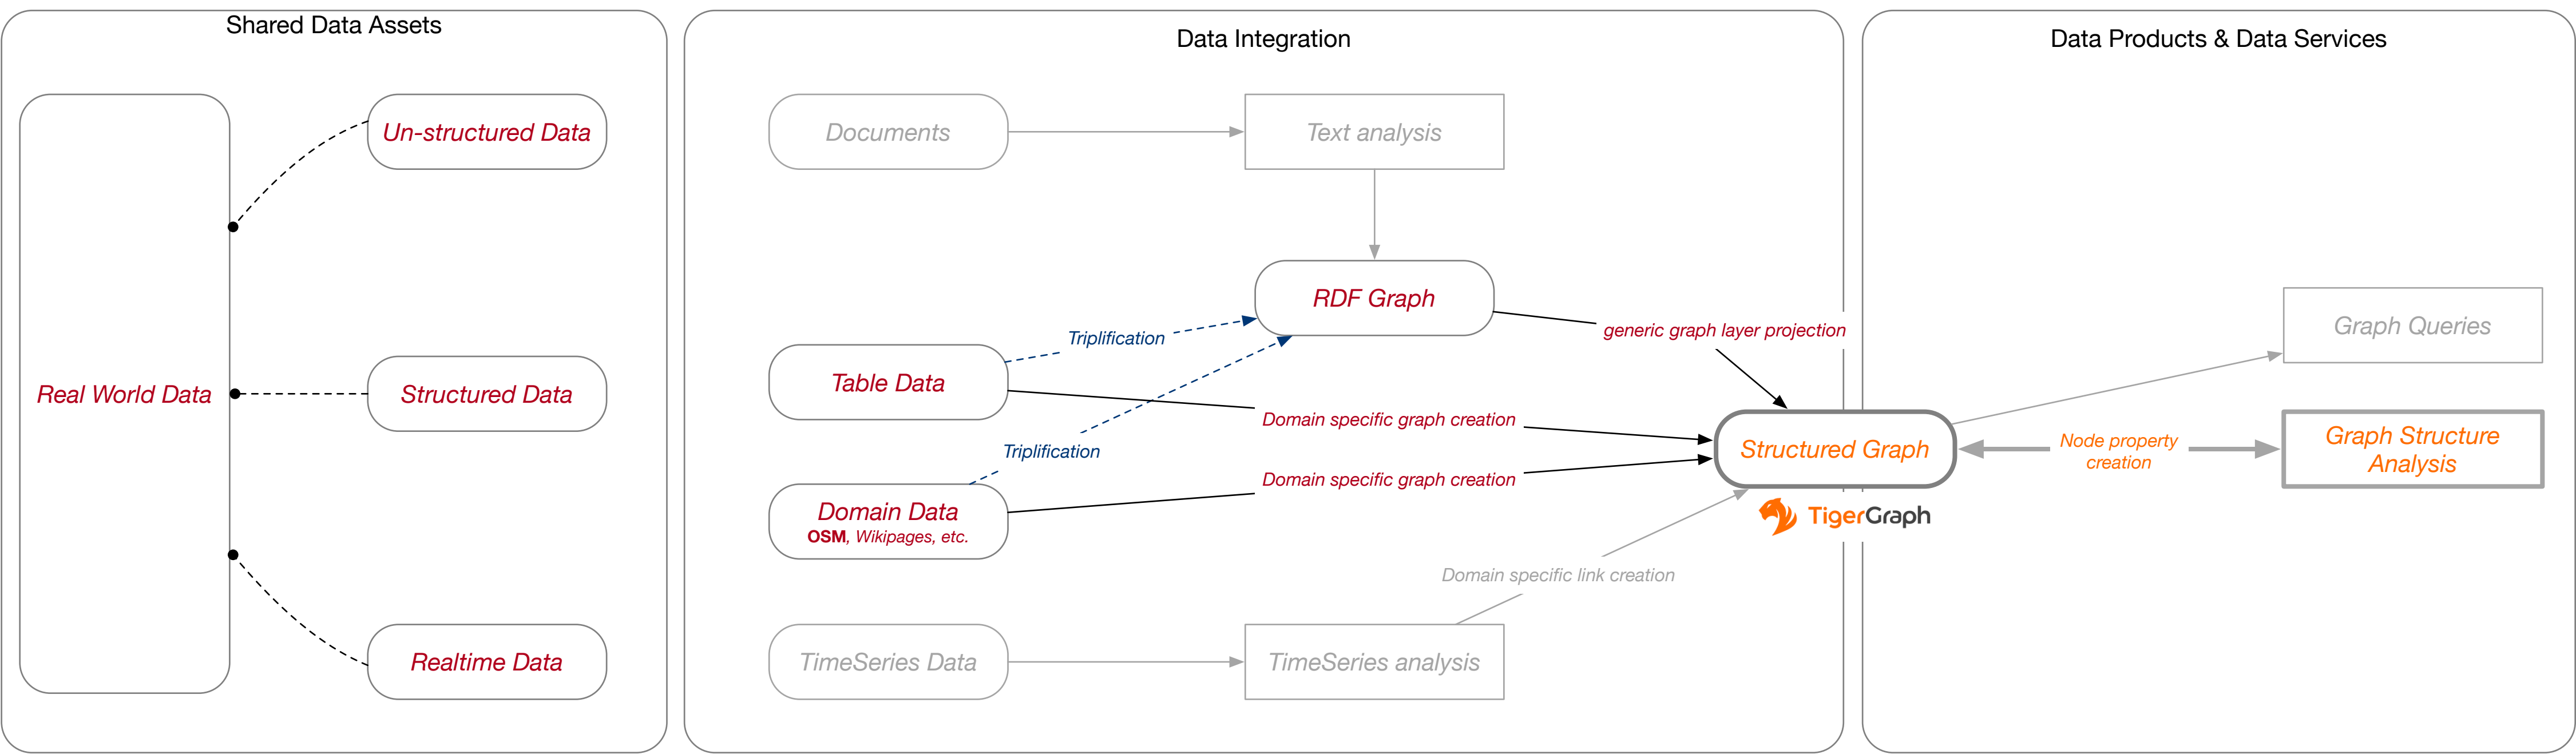 Shared Data Assets
Real World Data
Un-structured Data
Structured Data
Realtime Data
Data Integration
Documents
Text analysis
RDF Graph
Triplification
generic graph layer projection
Table Data
Domain specific graph creation
Triplification
Domain Data
OSM, Wikipages, etc.
Domain specific graph creation
Structured Graph
TigerGraph
Domain specific link creation
TimeSeries Data
TimeSeries analysis
Data Products & Data Services
Graph Queries
Node property
creation
Graph Structure
Analysis